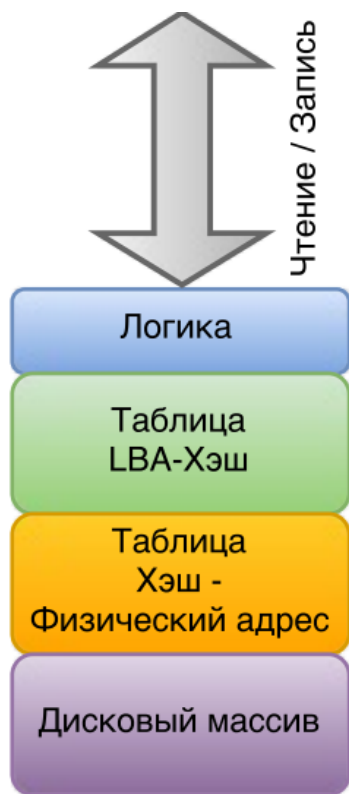 Чтение / Запись
Логика
Таблица
LBA-Хэш
Таблица
Хэш -
Физический адрес
Дисковый массив